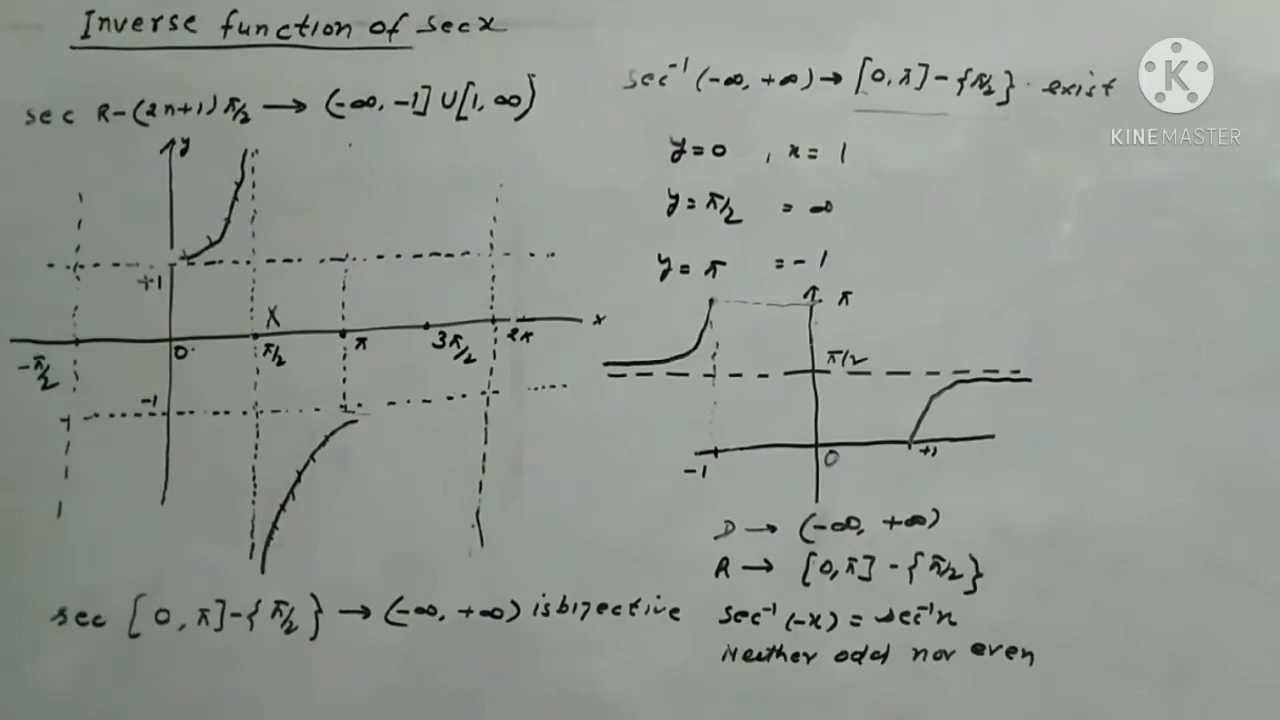 Inverse function of secx
sec R-(2n+1)π/2 → (-∞, -1] ∪ [1, ∞)
y
+1
X
x
-π/2
0
π/2
π
3π/2
2π
-1
sec [0, π]-{π/2} → (-∞, +∞) is bijective
sec⁻¹ (-∞, +∞) → [0, π]-{π/2} exist
y=0 , x= 1
y=π/2 = ∞
y= π =-1
π
π/2
-1
0
+1
D → (-∞, +∞)
R → [0, π]-{π/2}
sec⁻¹(-x) = sec⁻¹x
Neither odd nor even
K
KINEMASTER